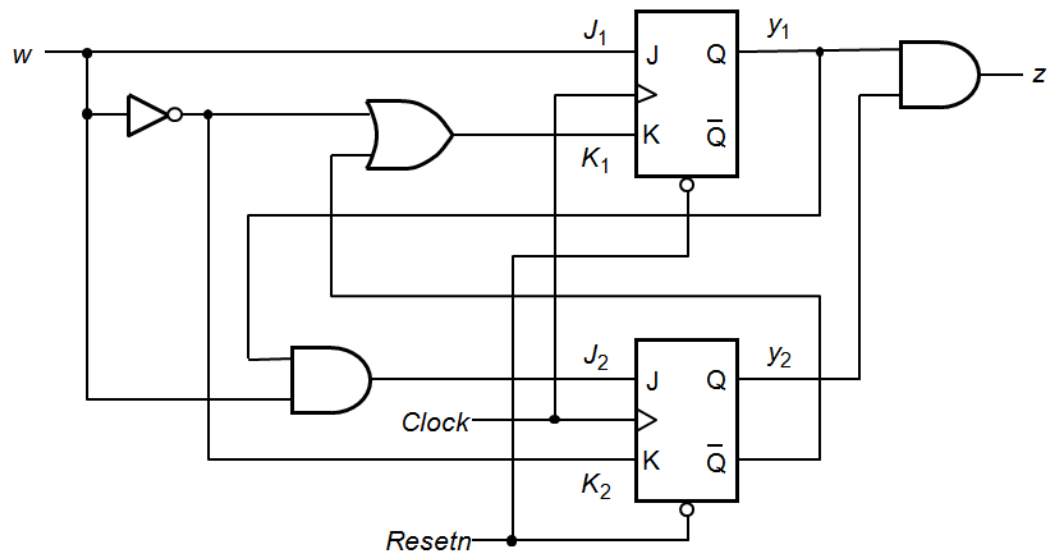 w
J1
J
Q
y1
z
K
Q̅
K1
J2
J
Q
y2
Clock
K
Q̅
K2
Resetn